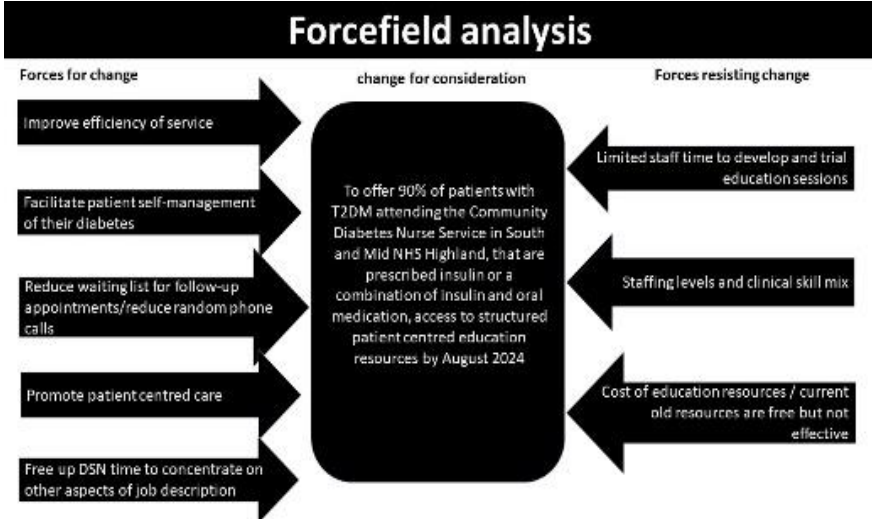 Forcefield analysis
Forces for change
change for consideration
Forces resisting change
Improve efficiency of service
Facilitate patient self-management
of their diabetes
Reduce waiting list for follow-up
appointments/reduce random phone
calls
Promote patient centred care
Free up DSN time to concentrate on
other aspects of job description
To offer 90% of patients with
T2DM attending the Community
Diabetes Nurse Service in South
and Mid NHS Highland, that are
prescribed insulin or a
combination of insulin and oral
medication, access to structured
patient centred education
resources by August 2024
Limited staff time to develop and trial
education sessions
Staffing levels and clinical skill mix
Cost of education resources / current
old resources are free but not
effective